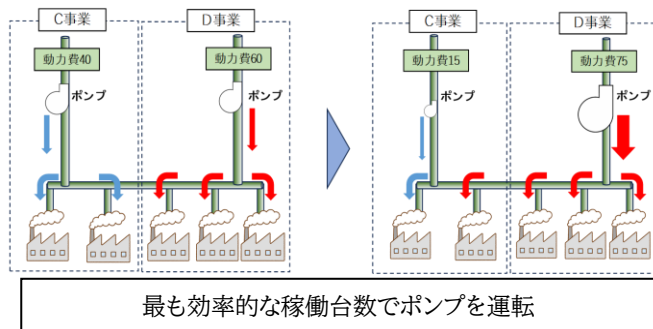 C事業
D事業
動力費40
動力費60
ポンプ
ポンプ
C事業
D事業
動力費15
動力費75
ポンプ
ポンプ
最も効率的な稼働台数でポンプを運転